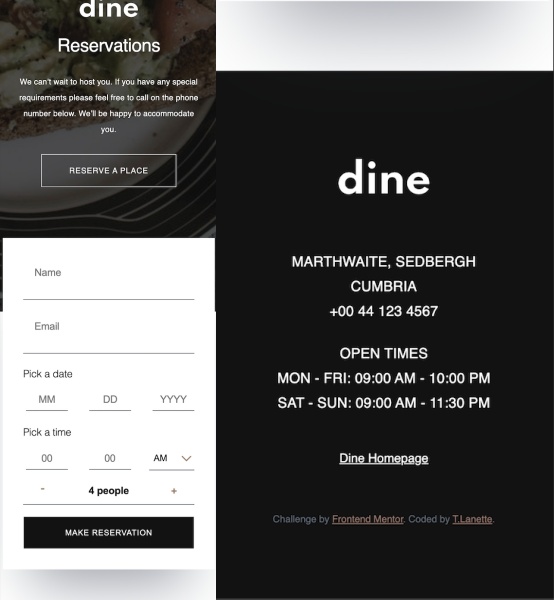 dine
Reservations
We can't wait to host you. If you have any special
requirements please feel free to call on the phone
number below. We'll be happy to accommodate
you.
RESERVE A PLACE
Name
Email
Pick a date
MM DD YYYY
Pick a time
00 00 AM
- 4 people +
MAKE RESERVATION
dine
MARTHWAITE, SEDBERGH
CUMBRIA
+00 44 123 4567
OPEN TIMES
MON - FRI: 09:00 AM - 10:00 PM
SAT - SUN: 09:00 AM - 11:30 PM
Dine Homepage
Challenge by Frontend Mentor. Coded by T.Lanette.